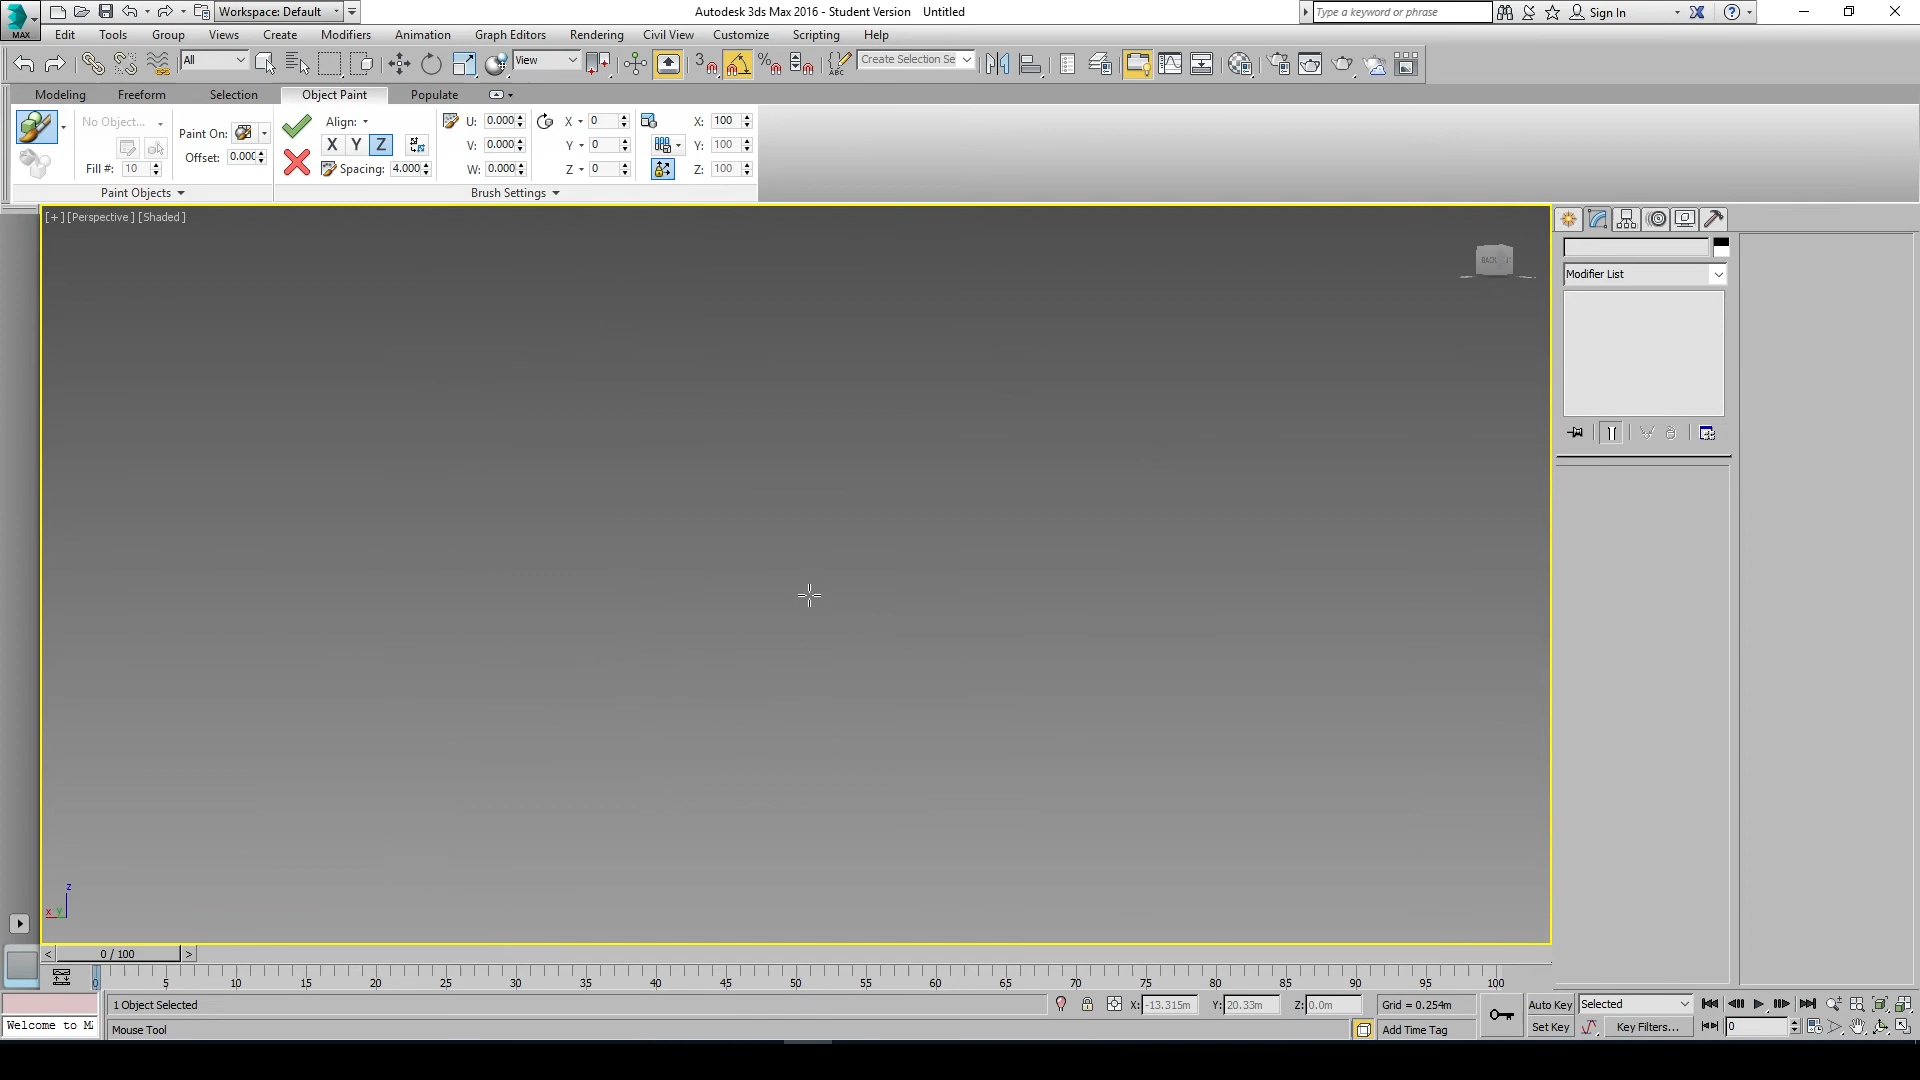 Workspace: Default
Autodesk 3ds Max 2016 - Student Version    Untitled
Type a keyword or phrase
Sign In
MAX
Edit Tools Group Views Create Modifiers Animation Graph Editors Rendering Civil View Customize Scripting Help
All
View
3
ABC
Create Selection Se
Modeling Freeform Selection Object Paint Populate
No Object...
Fill #: 10
Paint On:
Offset: 0.000
Paint Objects
Align:
X Y Z
Spacing: 4.000
U: 0.000
V: 0.000
W: 0.000
X 0
Y 0
Z 0
X: 100
Y: 100
Z: 100
Brush Settings
[+] [Perspective ] [Shaded ]
BACK
Modifier List
z
x y
< 0 / 100 >
0 5 10 15 20 25 30 35 40 45 50 55 60 65 70 75 80 85 90 95 100
1 Object Selected
X: -13.315m Y: 20.33m Z: 0.0m
Grid = 0.254m
Auto Key
Selected
Welcome to M
Mouse Tool
Add Time Tag
Set Key
Key Filters...
0